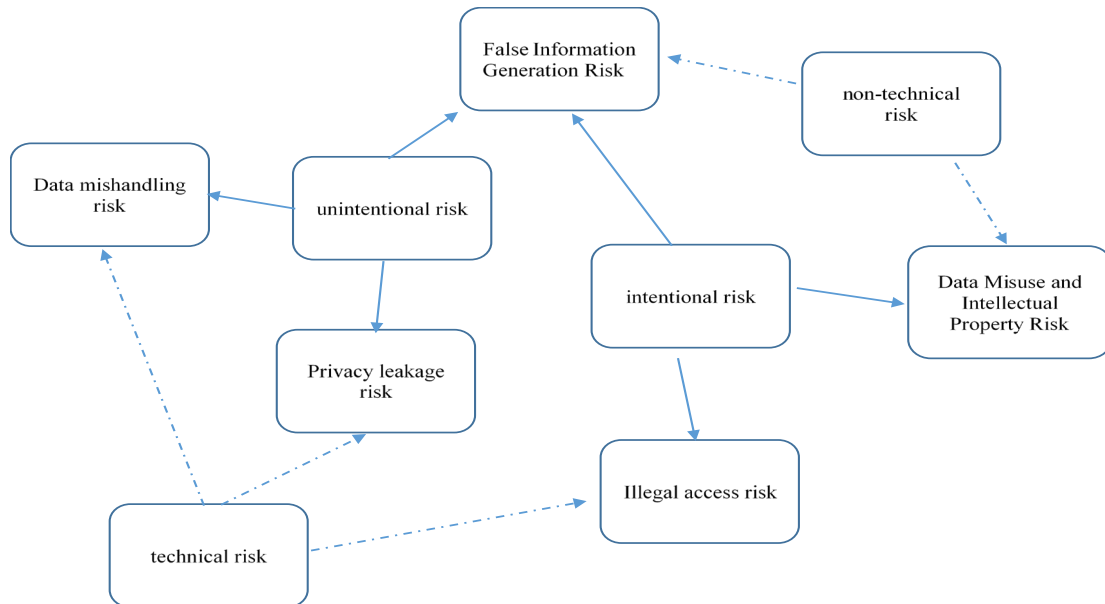 False Information
Generation Risk
non-technical
risk
Data mishandling
risk
unintentional risk
intentional risk
Data Misuse and
Intellectual
Property Risk
Privacy leakage
risk
Illegal access risk
technical risk